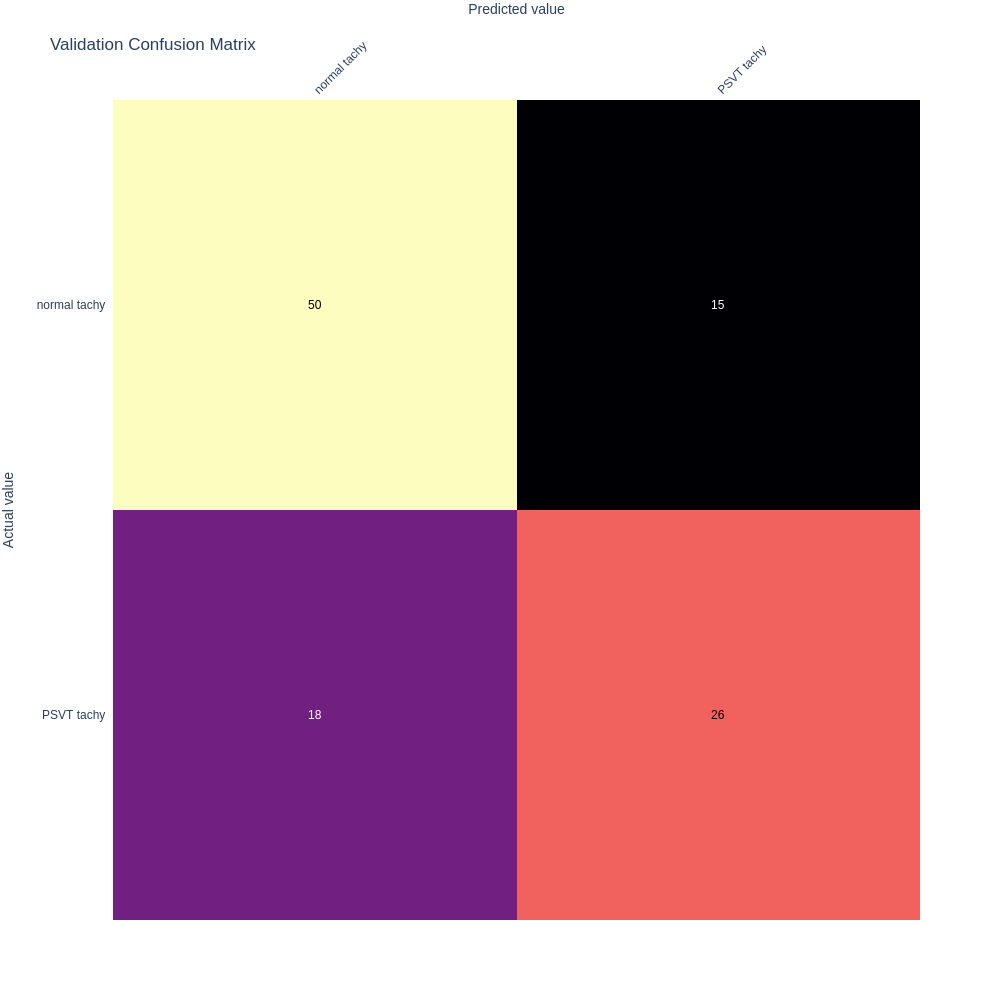 Predicted value
Validation Confusion Matrix
normal tachy
PSVT tachy
normal tachy
50
15
Actual value
PSVT tachy
18
26